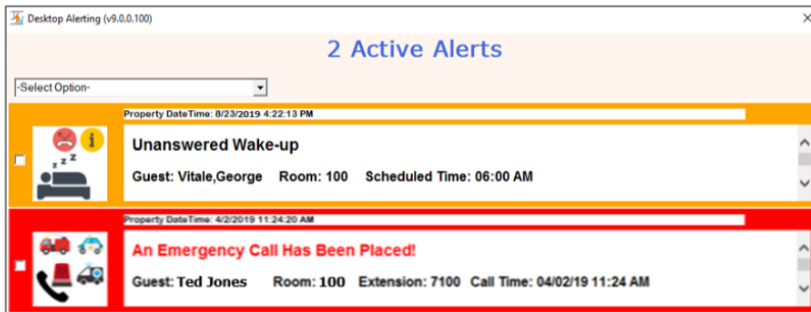 Desktop Alerting (v9.0.0.100)
2 Active Alerts
-Select Option-
Property DateTime: 8/23/2019 4:22:13 PM
i
z z Z
Unanswered Wake-up
Guest: Vitale,George Room: 100 Scheduled Time: 06:00 AM
Property DateTime: 4/2/2019 11:24:20 AM
An Emergency Call Has Been Placed!
Guest: Ted Jones Room: 100 Extension: 7100 Call Time: 04/02/19 11:24 AM